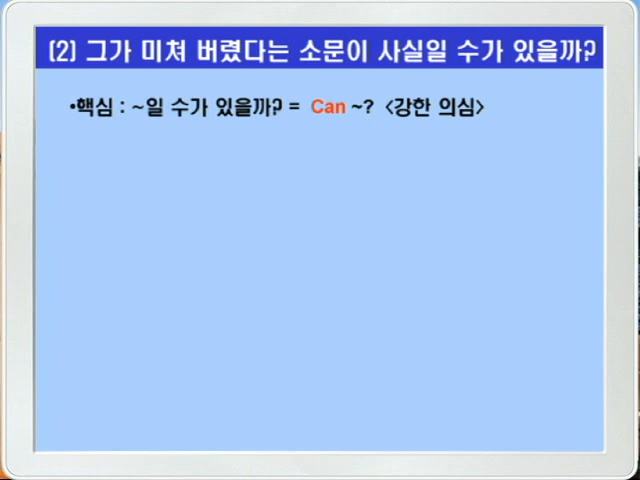 (2) 그가 미쳐 버렸다는 소문이 사실일 수가 있을까?
•핵심 : ~일 수가 있을까? = Can ~? <강한 의심>